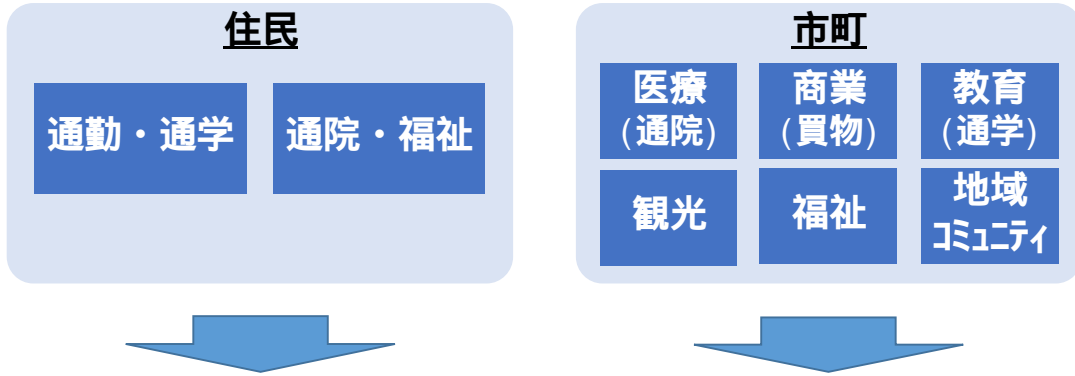 住民
通勤・通学
通院・福祉
市町
医療
(通院)
商業
(買物)
教育
(通学)
観光
福祉
地域
ｺﾐｭﾆﾃｨ